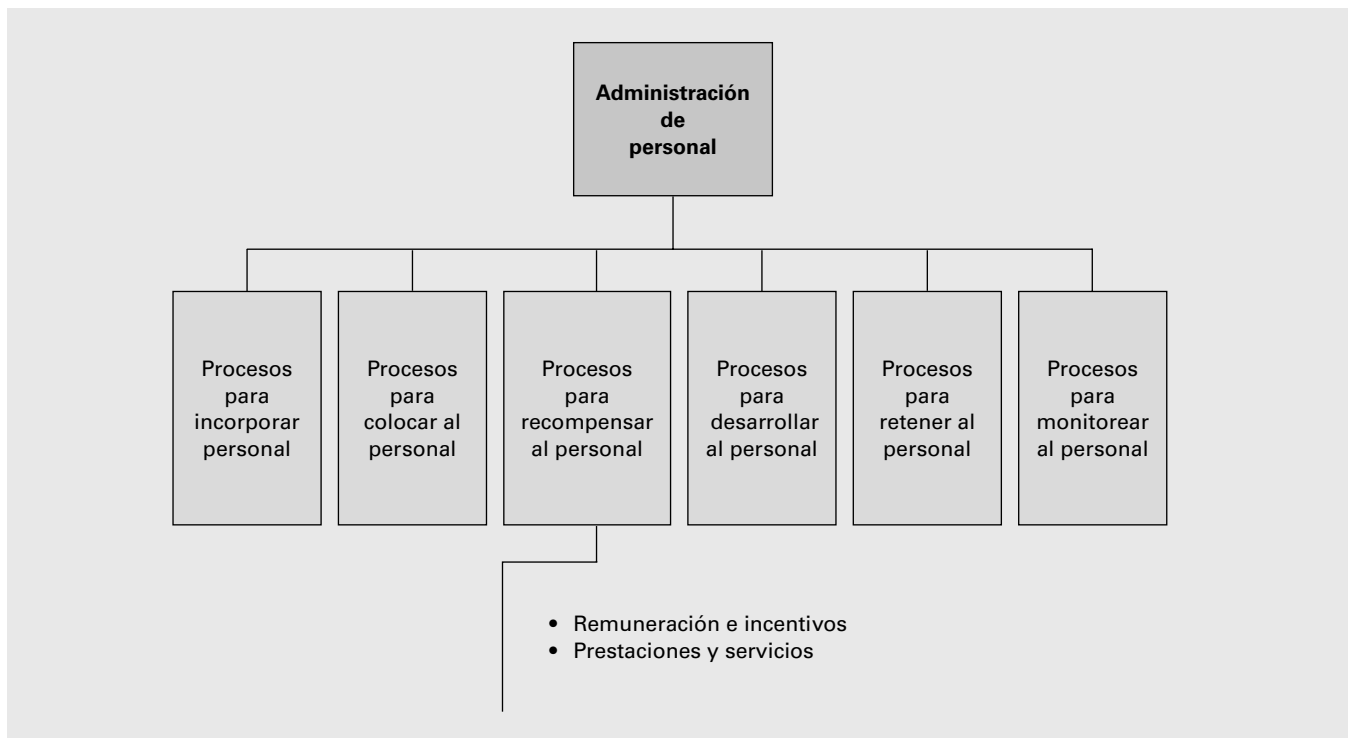 Administración
de
personal
Procesos
para
incorporar
personal
Procesos
para
colocar al
personal
Procesos
para
recompensar
al personal
Procesos
para
desarrollar
al personal
Procesos
para
retener al
personal
Procesos
para
monitorear
al personal
• Remuneración e incentivos
• Prestaciones y servicios